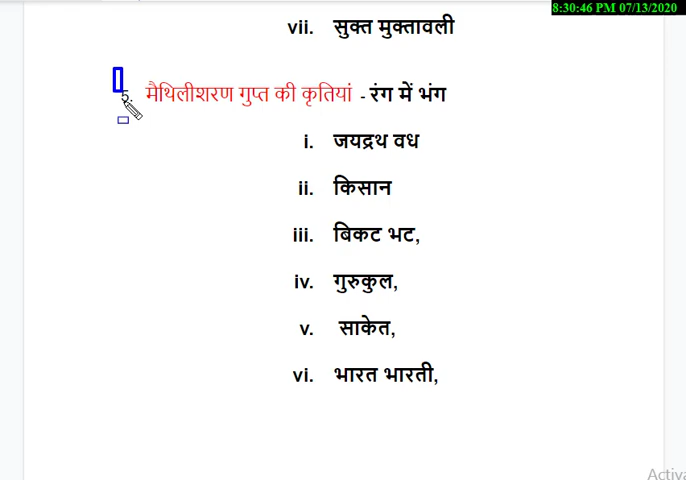 8:30:46 PM 07/13/2020
vii. सुक्त मुक्तावली
5. मैथिलीशरण गुप्त की कृतियां - रंग में भंग
i. जयद्रथ वध
ii. किसान
iii. बिकट भट,
iv. गुरुकुल,
v. साकेत,
vi. भारत भारती,
Activa